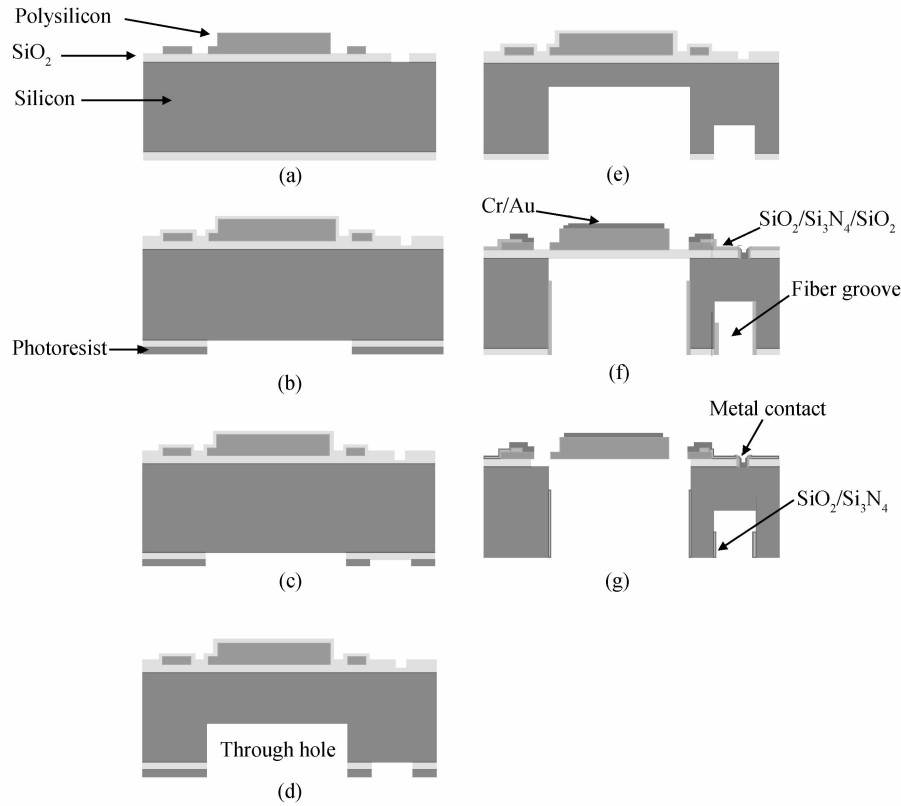 Polysilicon
SiO2
Silicon
(a)
Photoresist
(b)
(c)
Through hole
(d)
(e)
Cr/Au
SiO2/Si3N4/SiO2
Fiber groove
(f)
Metal contact
SiO2/Si3N4
(g)